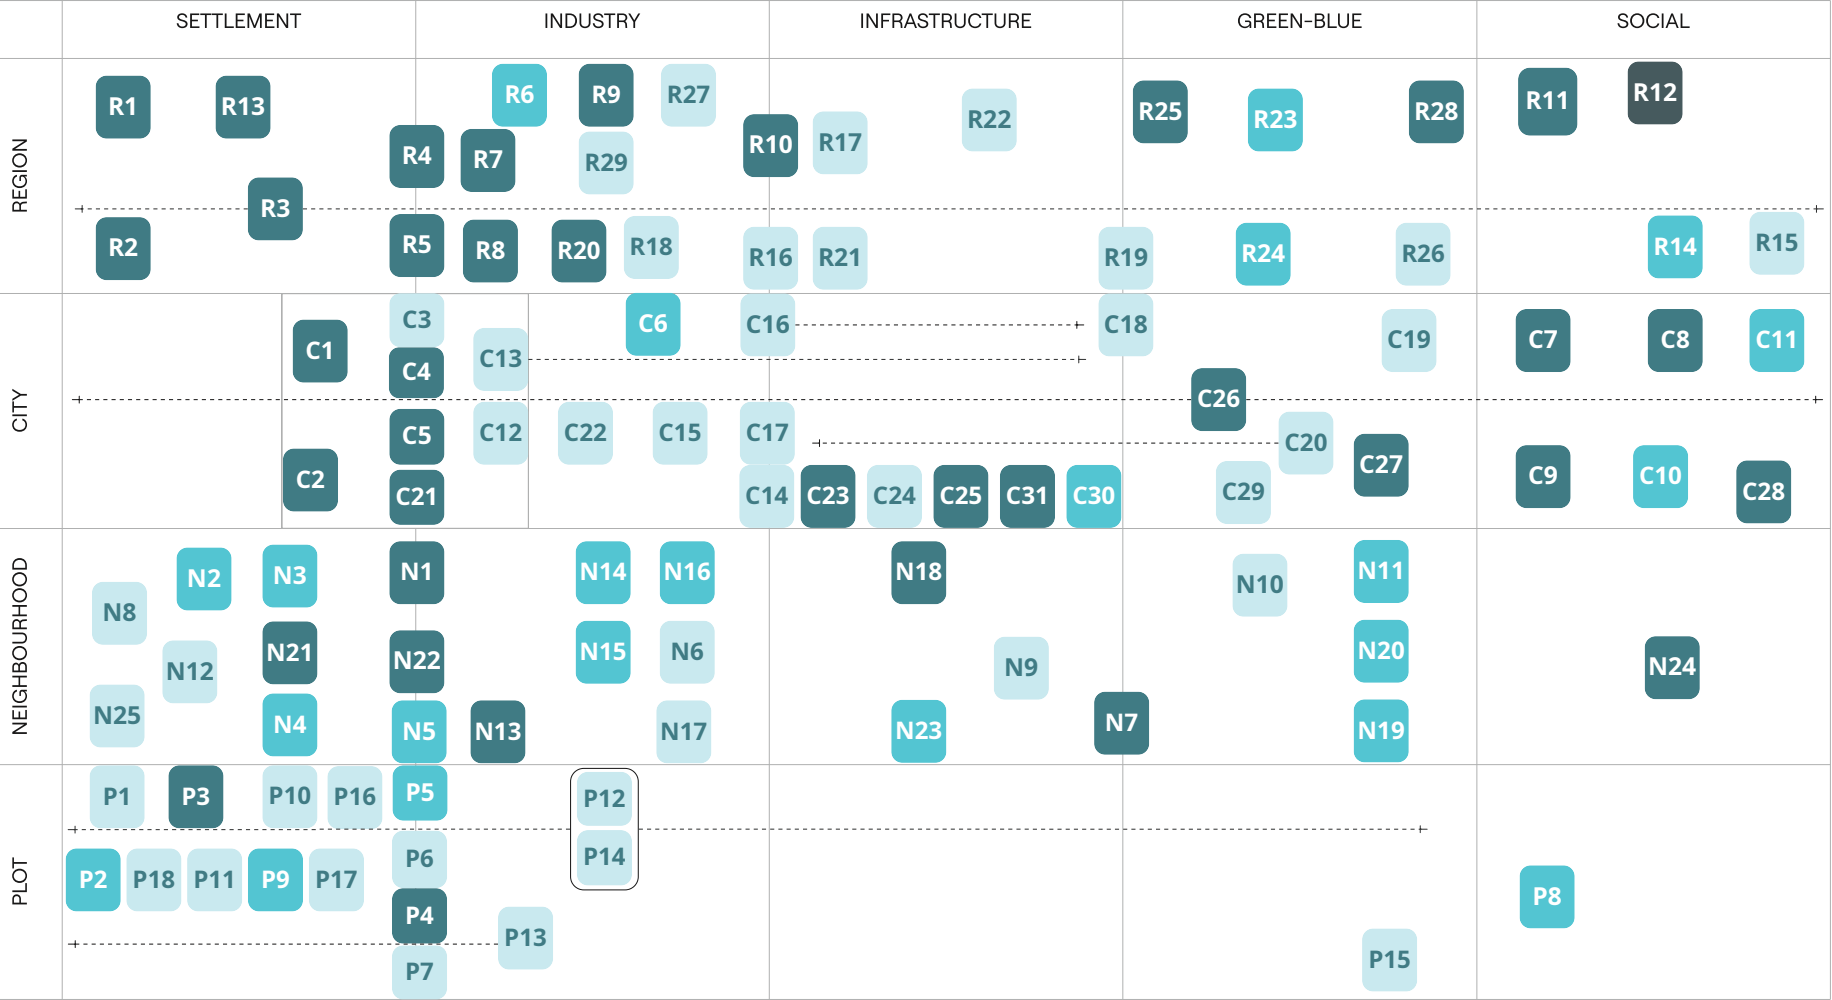 SETTLEMENT INDUSTRY INFRASTRUCTURE GREEN-BLUE SOCIAL
REGION
R6 R9 R27 R12
R1 R13 R25 R23 R28 R11
R22
R4 R7 R29 R10 R17
R3
R2 R5 R8 R20 R18 R16 R21 R19 R24 R26 R14 R15
CITY
C3 C6 C16 C18
C1 C4 C13 C19 C7 C8 C11
C26
C5 C12 C22 C15 C17 C20
C2 C27 C9 C10
C21 C14 C23 C24 C25 C31 C30 C29 C28
NEIGHBOURHOOD
N2 N3 N1 N14 N16 N18 N10 N11
N8
N12 N21 N22 N15 N6 N9 N20 N24
N25 N4 N5 N13 N17 N23 N7 N19
PLOT
P1 P3 P10 P16 P5 P12
P6 P14
P2 P18 P11 P9 P17
P4 P8
P13
P7 P15